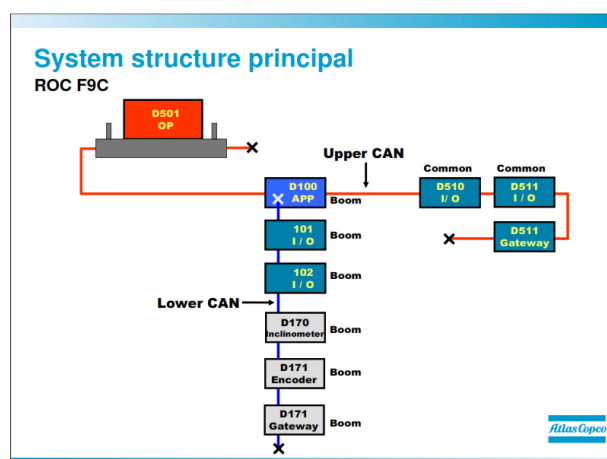 System structure principal
ROC F9C
D501
OP
Upper CAN
Common
Common
D100
APP
Boom
D510
I/ O
D511
I/ O
101
I / O
Boom
D511
Gateway
102
I / O
Boom
Lower CAN
D170
Inclinometer
Boom
D171
Encoder
Boom
D171
Gateway
Boom
Atlas Copco